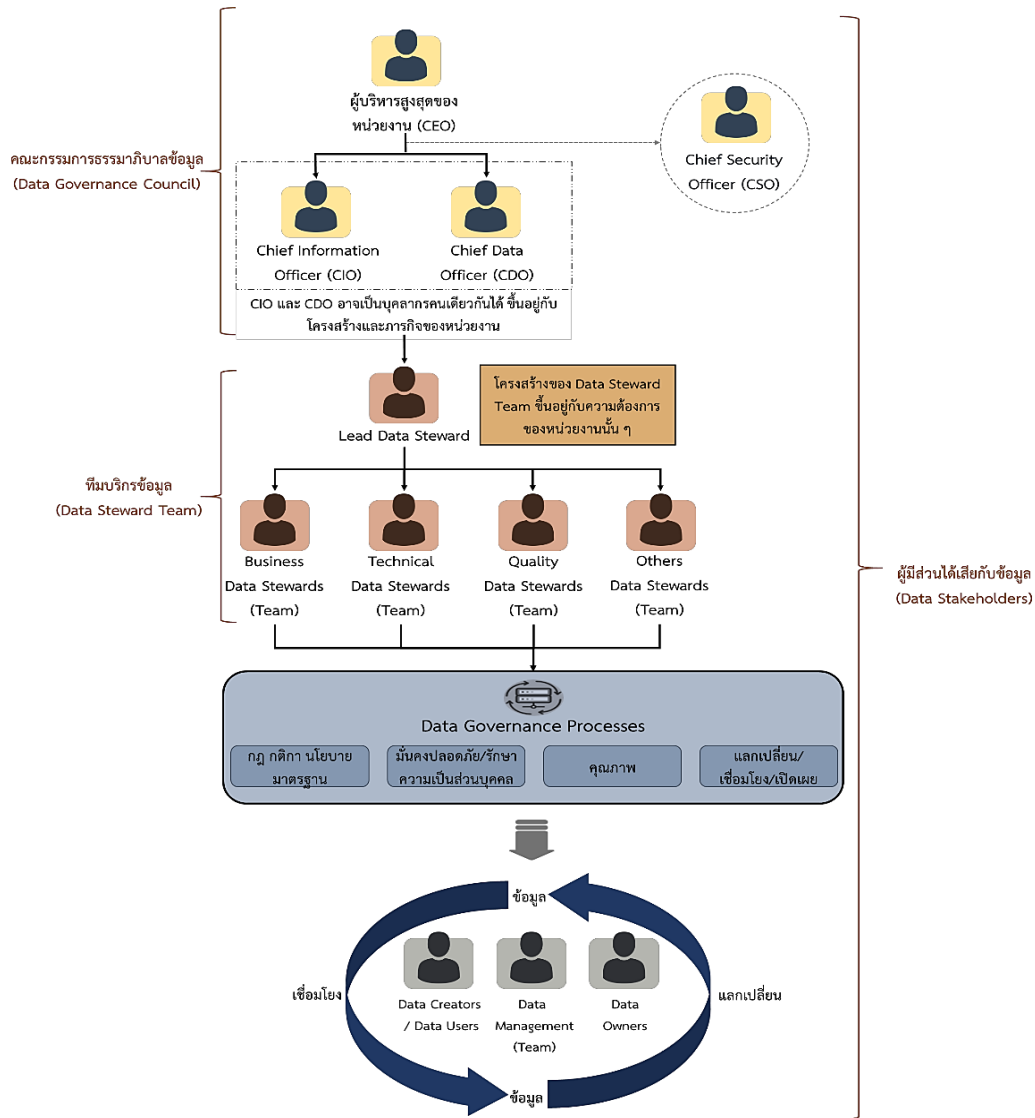 ผู้บริหารสูงสุดของ
หน่วยงาน (CEO)
Chief Security
Officer (CSO)
คณะกรรมการธรรมาภิบาลข้อมูล
(Data Governance Council)
Chief Information
Officer (CIO)
Chief Data
Officer (CDO)
CIO และ CDO อาจเป็นบุคลากรคนเดียวกันได้ ขึ้นอยู่กับ
โครงสร้างและภารกิจของหน่วยงาน
Lead Data Steward
โครงสร้างของ Data Steward
Team ขึ้นอยู่กับความต้องการ
ของหน่วยงานนั้น ๆ
ทีมบริกรข้อมูล
(Data Steward Team)
Business
Data Stewards
(Team)
Technical
Data Stewards
(Team)
Quality
Data Stewards
(Team)
Others
Data Stewards
(Team)
ผู้มีส่วนได้เสียกับข้อมูล
(Data Stakeholders)
Data Governance Processes
กฎ กติกา นโยบาย
มาตรฐาน
มั่นคงปลอดภัย/รักษา
ความเป็นส่วนบุคคล
คุณภาพ
แลกเปลี่ยน/
เชื่อมโยง/เปิดเผย
ข้อมูล
เชื่อมโยง
Data Creators
/ Data Users
Data
Management
(Team)
Data
Owners
แลกเปลี่ยน
ข้อมูล